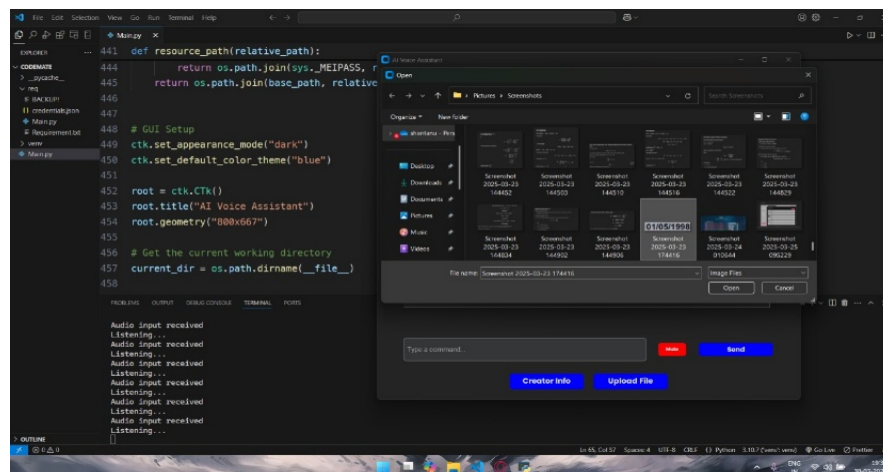 File Edit Selection View Go Run Terminal Help
EXPLORER
Main.py
CODEMATE
__pycache__
req
BACKUP!
credentials.json
Main.py
Requirement.txt
venv
Main.py
OUTLINE
441 def resource_path(relative_path):
444 return os.path.join(sys._MEIPASS, r
445 return os.path.join(base_path, relative
446
447
448 # GUI Setup
449 ctk.set_appearance_mode("dark")
450 ctk.set_default_color_theme("blue")
451
452 root = ctk.CTk()
453 root.title("AI Voice Assistant")
454 root.geometry("800x667")
455
456 # Get the current working directory
457 current_dir = os.path.dirname(__file__)
458
PROBLEMS OUTPUT DEBUG CONSOLE TERMINAL PORTS
Audio input received
Listening...
Audio input received
Listening...
Audio input received
Listening...
Audio input received
Listening...
Audio input received
Listening...
Audio input received
Listening...
AI Voice Assistant
Open
Pictures > Screenshots
Search Screenshots
Organize New folder
Desktop
Downloads
Documents
Pictures
Music
Videos
Screenshot 2025-03-23 144452
Screenshot 2025-03-23 144503
Screenshot 2025-03-23 144510
Screenshot 2025-03-23 144516
Screenshot 2025-03-23 144522
Screenshot 2025-03-23 144829
01/05/1998
Screenshot 2025-03-23 144834
Screenshot 2025-03-23 144902
Screenshot 2025-03-23 144906
Screenshot 2025-03-23 174416
Screenshot 2025-03-24 010644
Screenshot 2025-03-25 095229
File name: Screenshot 2025-03-23 174416
Image Files
Open Cancel
Type a command...
Mute
Send
Creator Info
Upload File
Ln 65, Col 37 Spaces: 4 UTF-8 CRLF Python 3.10.7 ('venv': venv) Go Live Prettier
ENG
IN